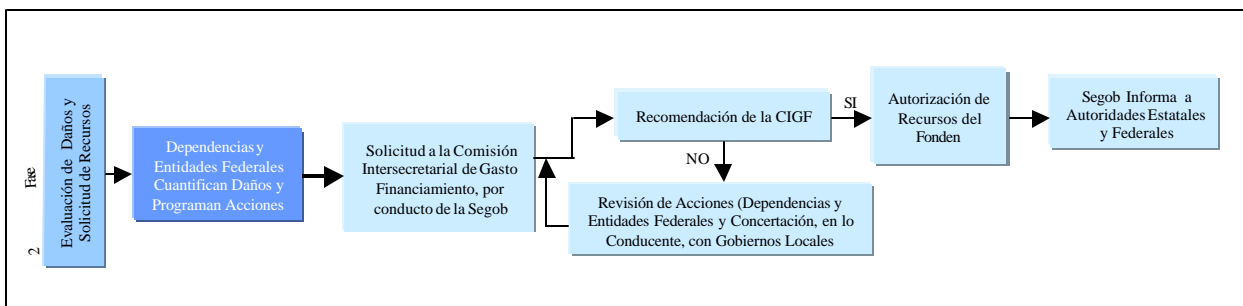 Fase
2
Evaluación de Daños y
Solicitud de Recursos
Dependencias y
Entidades Federales
Cuantifican Daños y
Programan Acciones
Solicitud a la Comisión
Intersecretarial de Gasto
Financiamiento, por
conducto de la Segob
Recomendación de la CIGF
SI
NO
Revisión de Acciones (Dependencias y
Entidades Federales y Concertación, en lo
Conducente, con Gobiernos Locales
Autorización de
Recursos del
Fonden
Segob Informa a
Autoridades Estatales
y Federales